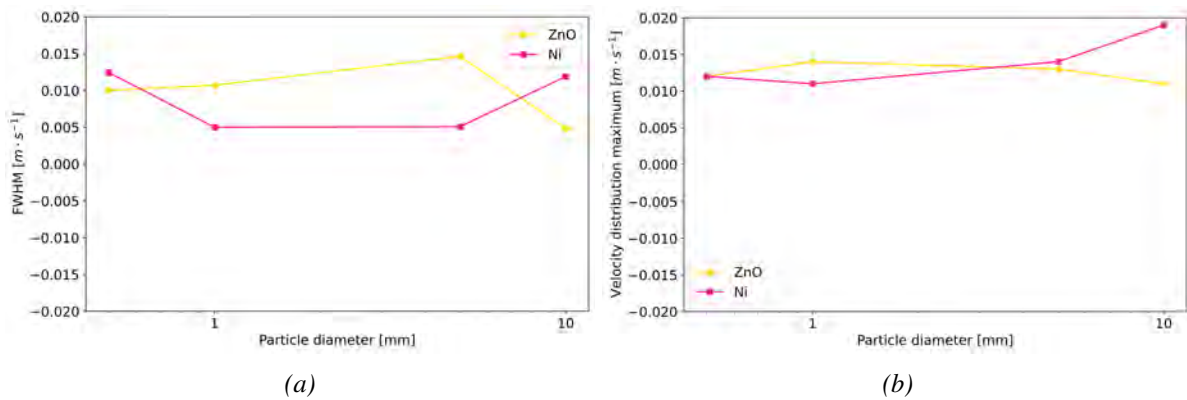 0.020
0.015
0.010
0.005
0.000
−0.005
−0.010
−0.015
−0.020
FWHM [m · s⁻¹]
ZnO
Ni
1
10
Particle diameter [mm]
(a)
0.020
0.015
0.010
0.005
0.000
−0.005
−0.010
−0.015
−0.020
Velocity distribution maximum [m · s⁻¹]
ZnO
Ni
1
10
Particle diameter [mm]
(b)